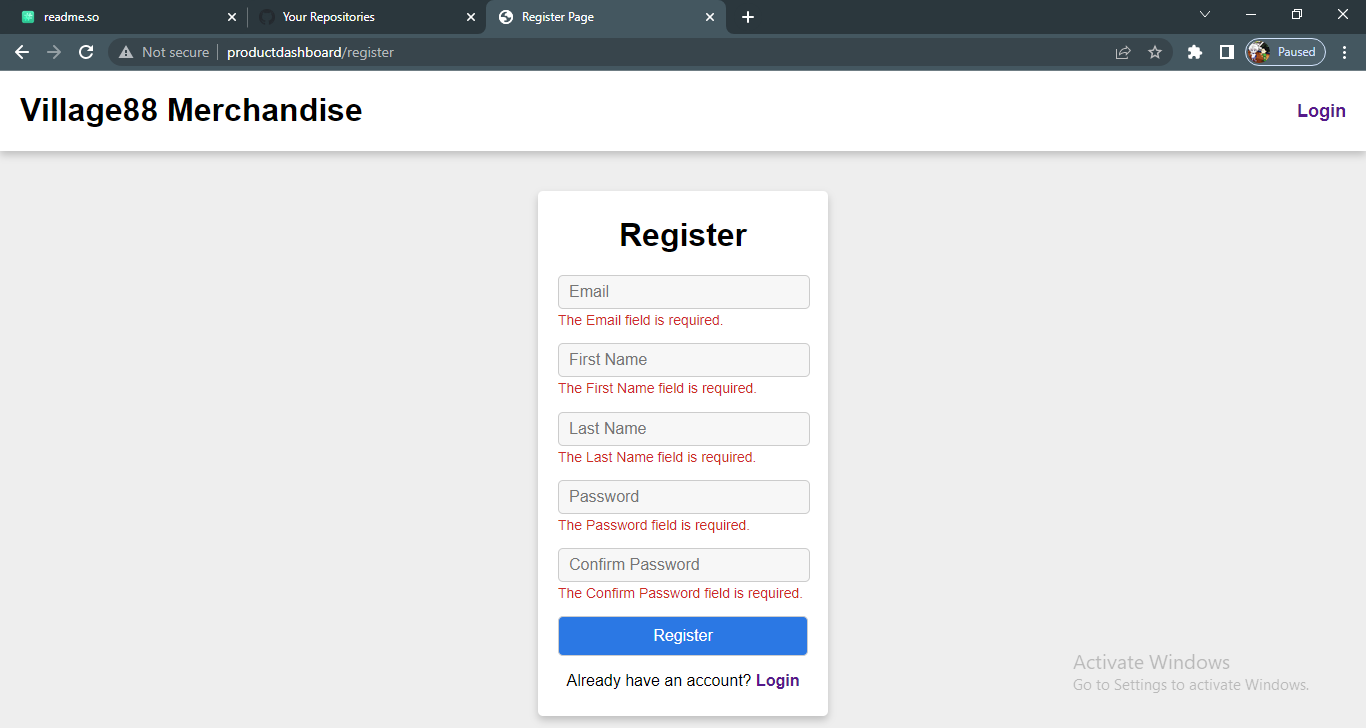 readme.so
Your Repositories
Register Page
Not secure
productdashboard/register
Paused
Village88 Merchandise
Login
Register
Email
The Email field is required.
First Name
The First Name field is required.
Last Name
The Last Name field is required.
Password
The Password field is required.
Confirm Password
The Confirm Password field is required.
Register
Already have an account? Login
Activate Windows
Go to Settings to activate Windows.